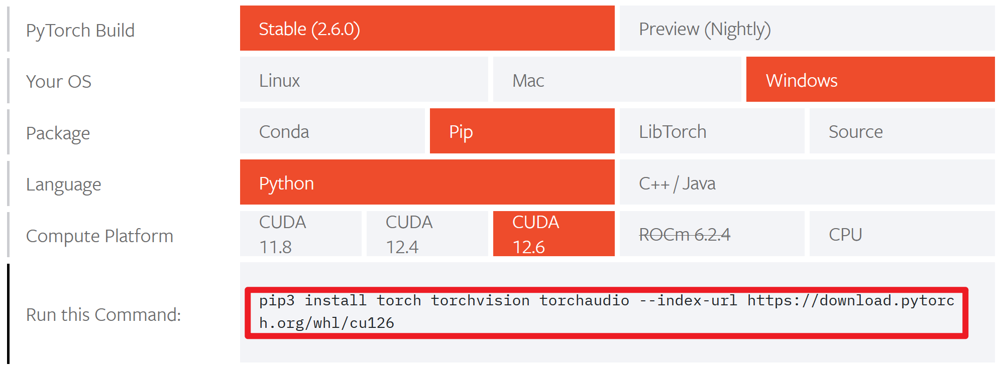 PyTorch Build
Stable (2.6.0)
Preview (Nightly)
Your OS
Linux
Mac
Windows
Package
Conda
Pip
LibTorch
Source
Language
Python
C++ / Java
Compute Platform
CUDA
11.8
CUDA
12.4
CUDA
12.6
ROCm 6.2.4
CPU
Run this Command:
pip3 install torch torchvision torchaudio --index-url https://download.pytorc
h.org/whl/cu126